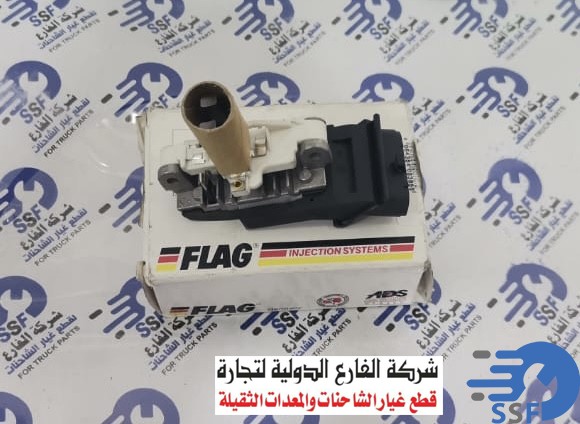 SSF
شركة الفارع
لقطع غيار الشاحنات
FOR TRUCK PARTS
FLAG®
INJECTION SYSTEMS
FLAG
ADS
شركة الفارع الدولية لتجارة
قطع غيار الشاحنات والمعدات الثقيلة
SSF